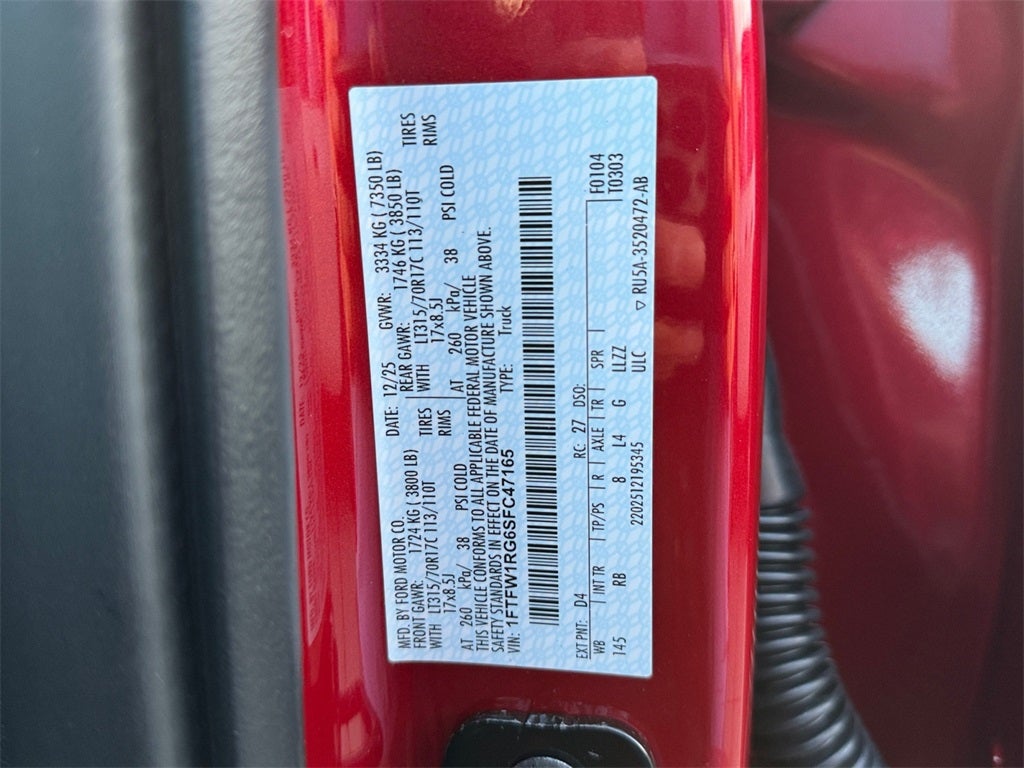 MFD. BY FORD MOTOR CO. DATE: 12/25 GVWR: 3334 KG ( 7350 LB)
FRONT GAWR: 1724 KG ( 3800 LB) REAR GAWR: 1746 KG ( 3850 LB)
WITH LT315/70R17C 113/110T TIRES WITH LT315/70R17C 113/110T TIRES
17x8.5J RIMS 17x8.5J RIMS
AT 260 kPa/ 38 PSI COLD AT 260 kPa/ 38 PSI COLD
THIS VEHICLE CONFORMS TO ALL APPLICABLE FEDERAL MOTOR VEHICLE
SAFETY STANDARDS IN EFFECT ON THE DATE OF MANUFACTURE SHOWN ABOVE.
VIN: 1FTFW1RG6SFC47165 TYPE: Truck
EXT PNT: D4 RC: 27 DSO: F0104
WB INT TR TP/PS R AXLE TR SPR T0303
145 RB 8 L4 G LLZZ
2202512195345 ULC ▽ RU5A-3520472-AB